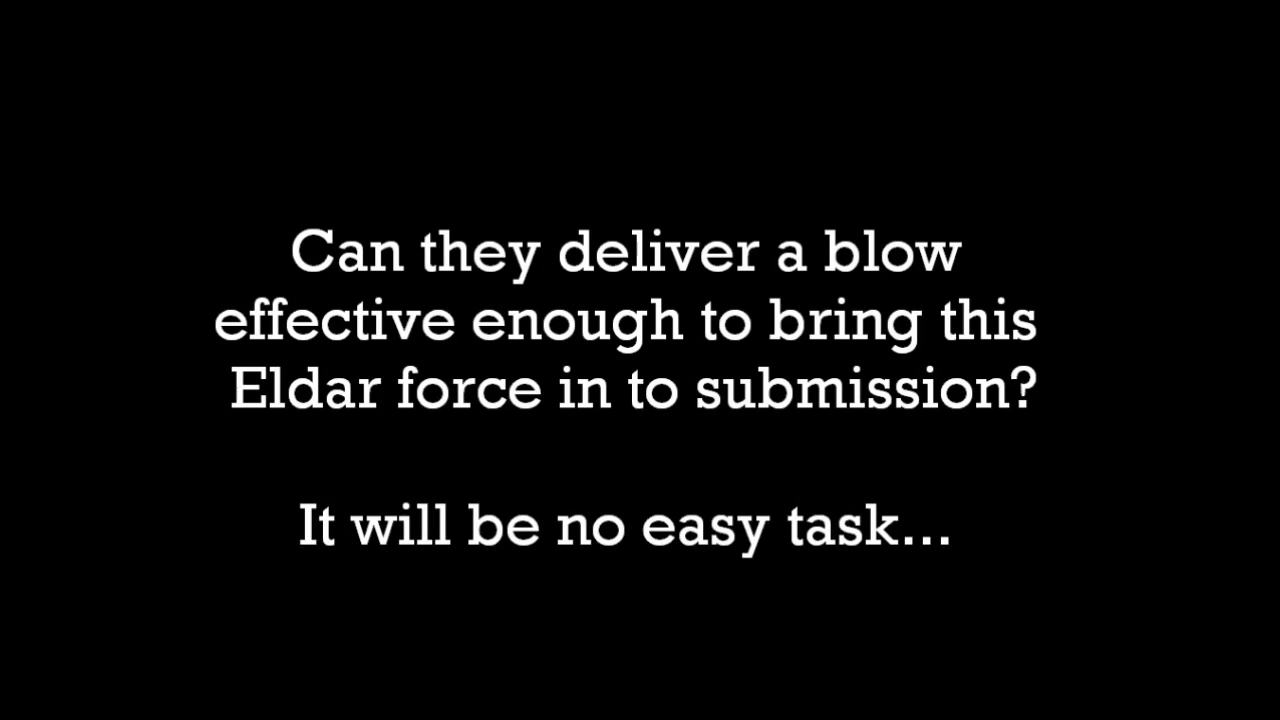 Can they deliver a blow
effective enough to bring this
Eldar force in to submission?
It will be no easy task...